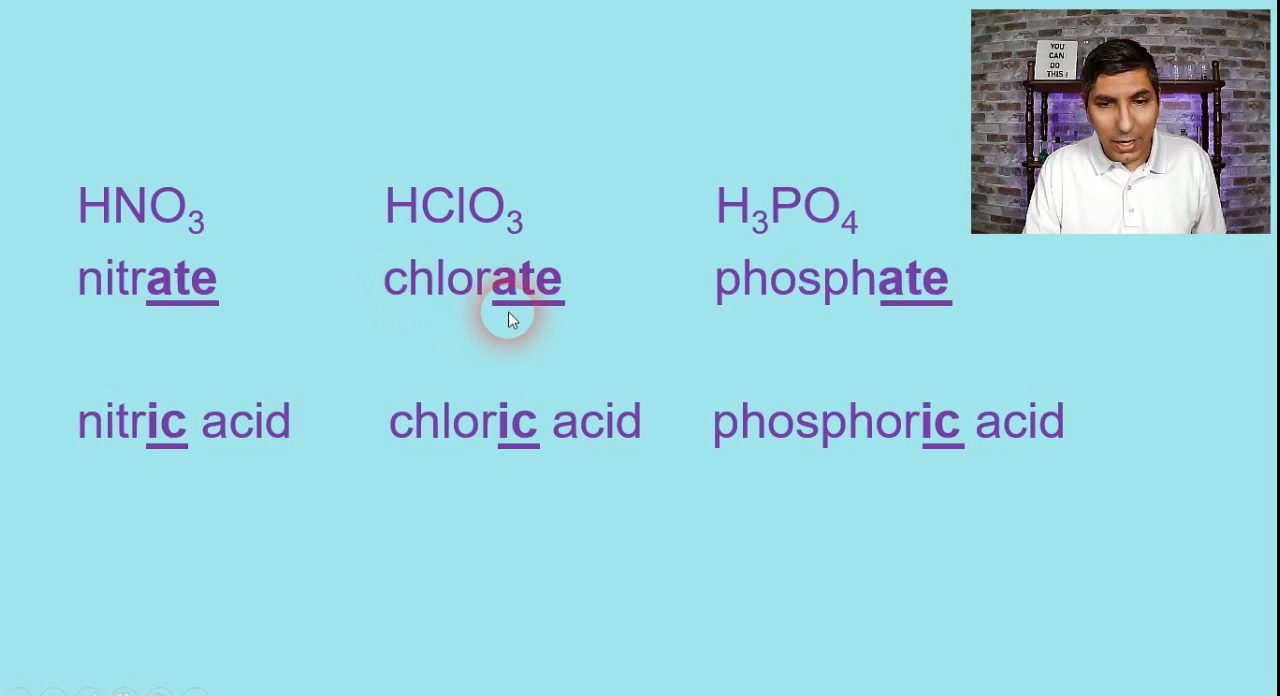 HNO₃ HClO₃ H₃PO₄
nitrate chlorate phosphate
nitric acid chloric acid phosphoric acid
YOU
CAN
DO
THIS!